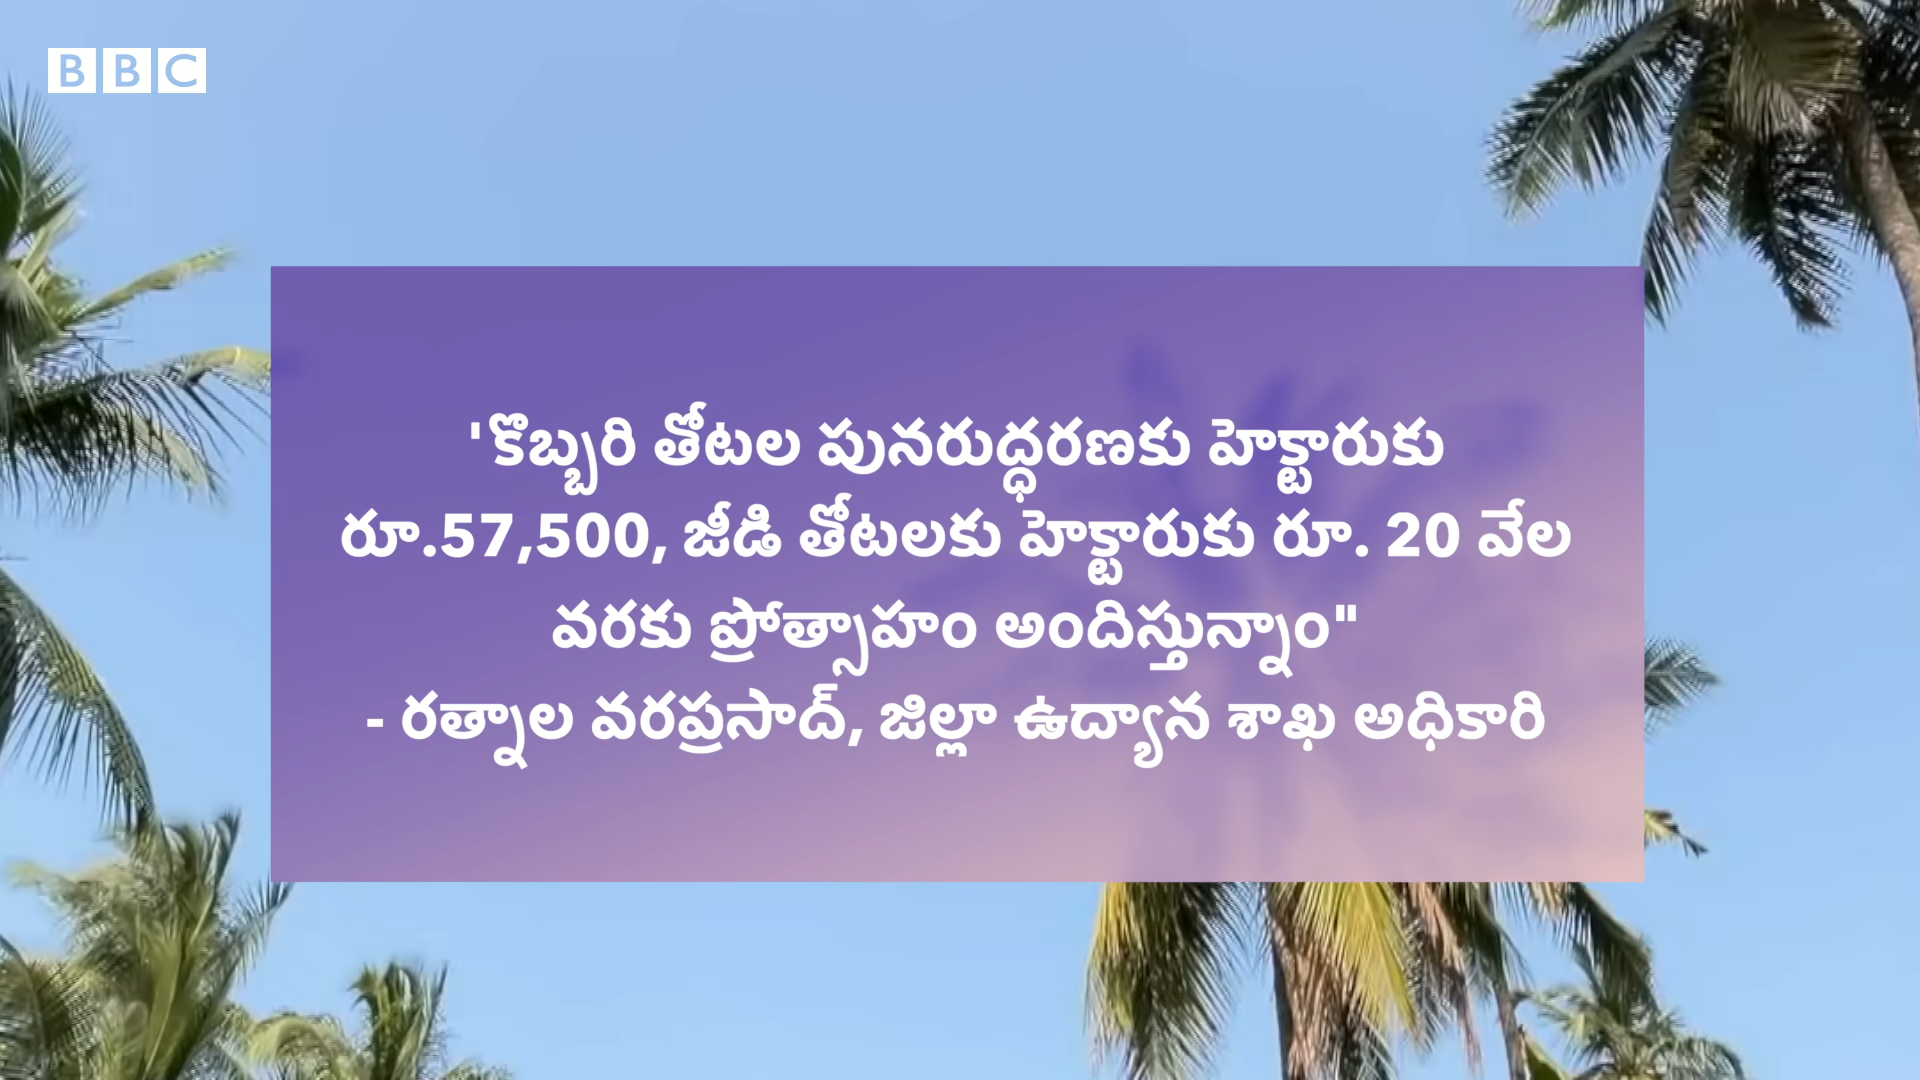 BBC
'కొబ్బరి తోటల పునరుద్ధరణకు హెక్టారుకు
రూ.57,500, జీడి తోటలకు హెక్టారుకు రూ. 20 వేల
వరకు ప్రోత్సాహం అందిస్తున్నాం"
- రత్నాల వరప్రసాద్, జిల్లా ఉద్యాన శాఖ అధికారి